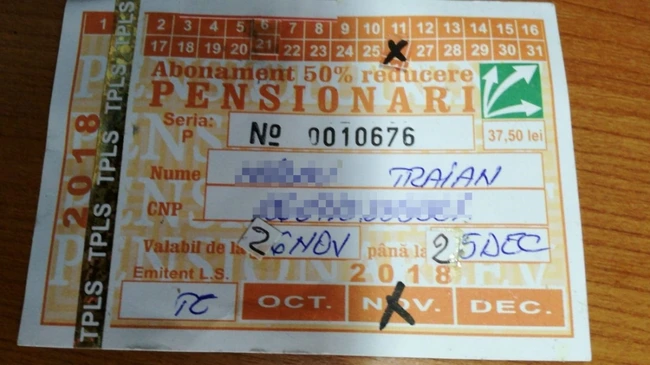 1 2 3 4 5 6 7 8 9 10 11 12 13 14 15 16
17 18 19 20 21 22 23 24 25 27 28 29 30 31
Abonament 50% reducere
PENSIONARI
Seria: P № 0010676 37,50 lei
Nume TRAIAN
CNP
Valabil de la 26 NOV până la 25 DEC
Emitent L.S. 2018
TC OCT. NOV. DEC.
2018
TPLS TPLS TPLS TPLS TPLS